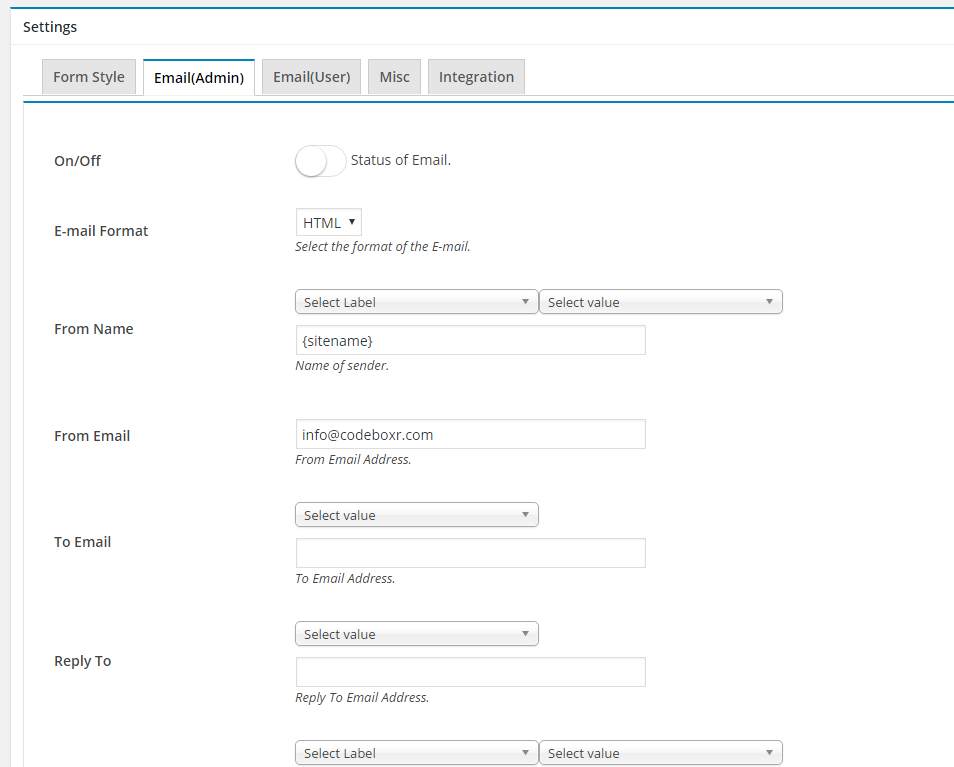 Settings
Form Style Email(Admin) Email(User) Misc Integration
On/Off Status of Email.
E-mail Format HTML
Select the format of the E-mail.
Select Label Select value
From Name
{sitename}
Name of sender.
From Email info@codeboxr.com
From Email Address.
Select value
To Email
To Email Address.
Select value
Reply To
Reply To Email Address.
Select Label Select value